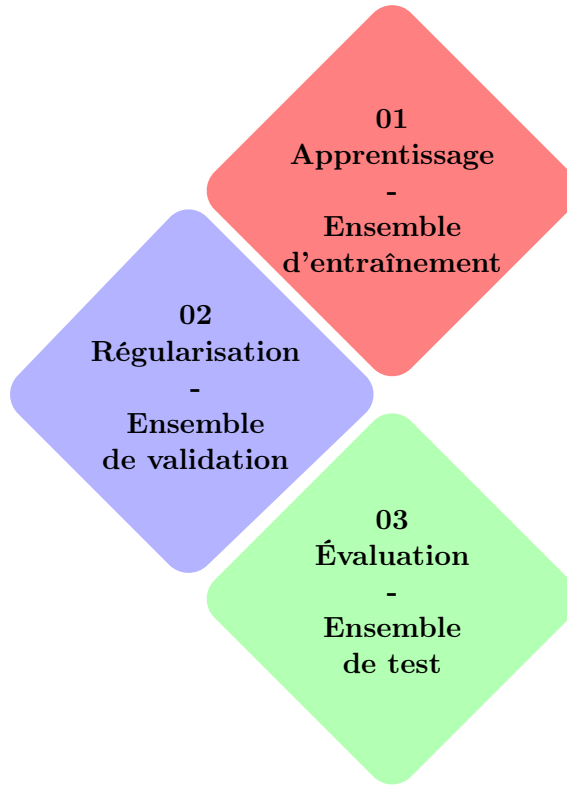 01
Apprentissage
-
Ensemble
d'entraînement
02
Régularisation
-
Ensemble
de validation
03
Évaluation
-
Ensemble
de test